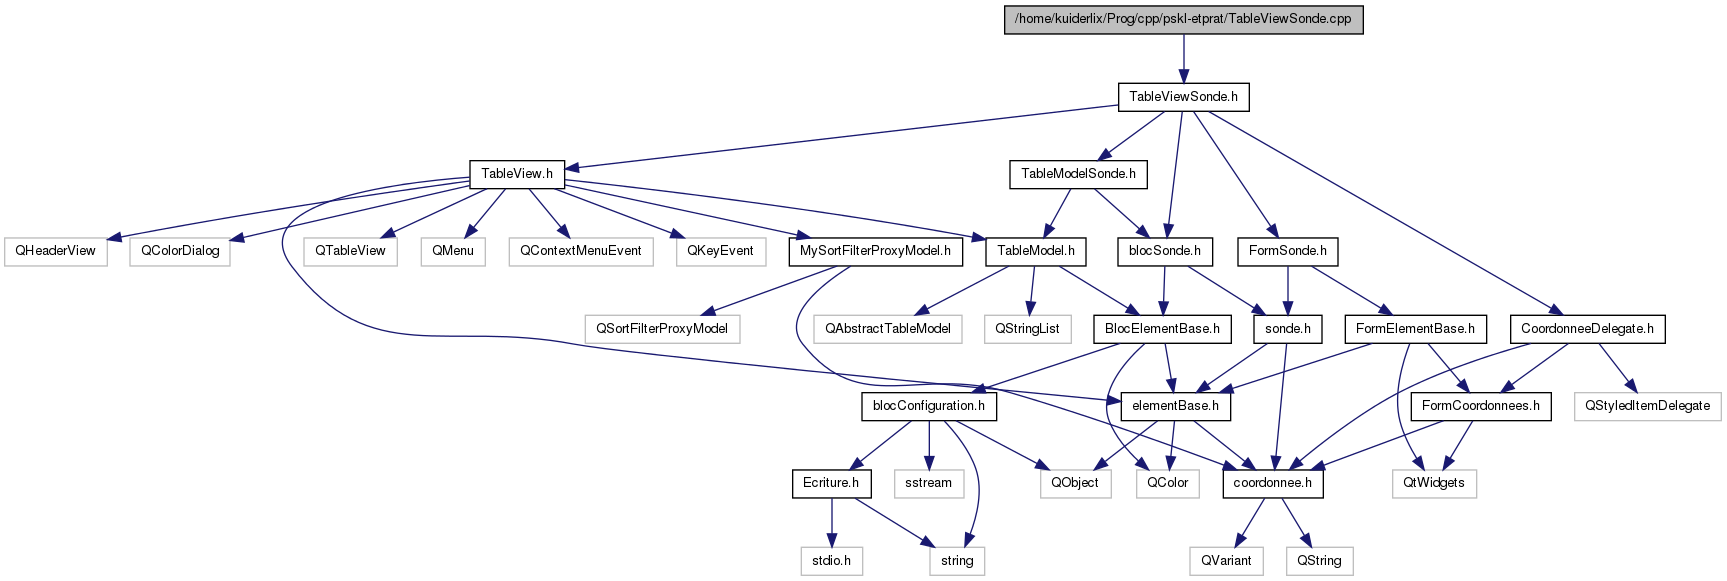 /home/kuiderlix/Prog/cpp/pskl-etprat/TableViewSonde.cpp
TableViewSonde.h
TableView.h
TableModelSonde.h
QHeaderView
QColorDialog
QTableView
QMenu
QContextMenuEvent
QKeyEvent
MySortFilterProxyModel.h
TableModel.h
blocSonde.h
FormSonde.h
QSortFilterProxyModel
QAbstractTableModel
QStringList
BlocElementBase.h
sonde.h
FormElementBase.h
CoordonneeDelegate.h
blocConfiguration.h
elementBase.h
FormCoordonnees.h
QStyledItemDelegate
Ecriture.h
sstream
QObject
QColor
coordonnee.h
QtWidgets
stdio.h
string
QVariant
QString